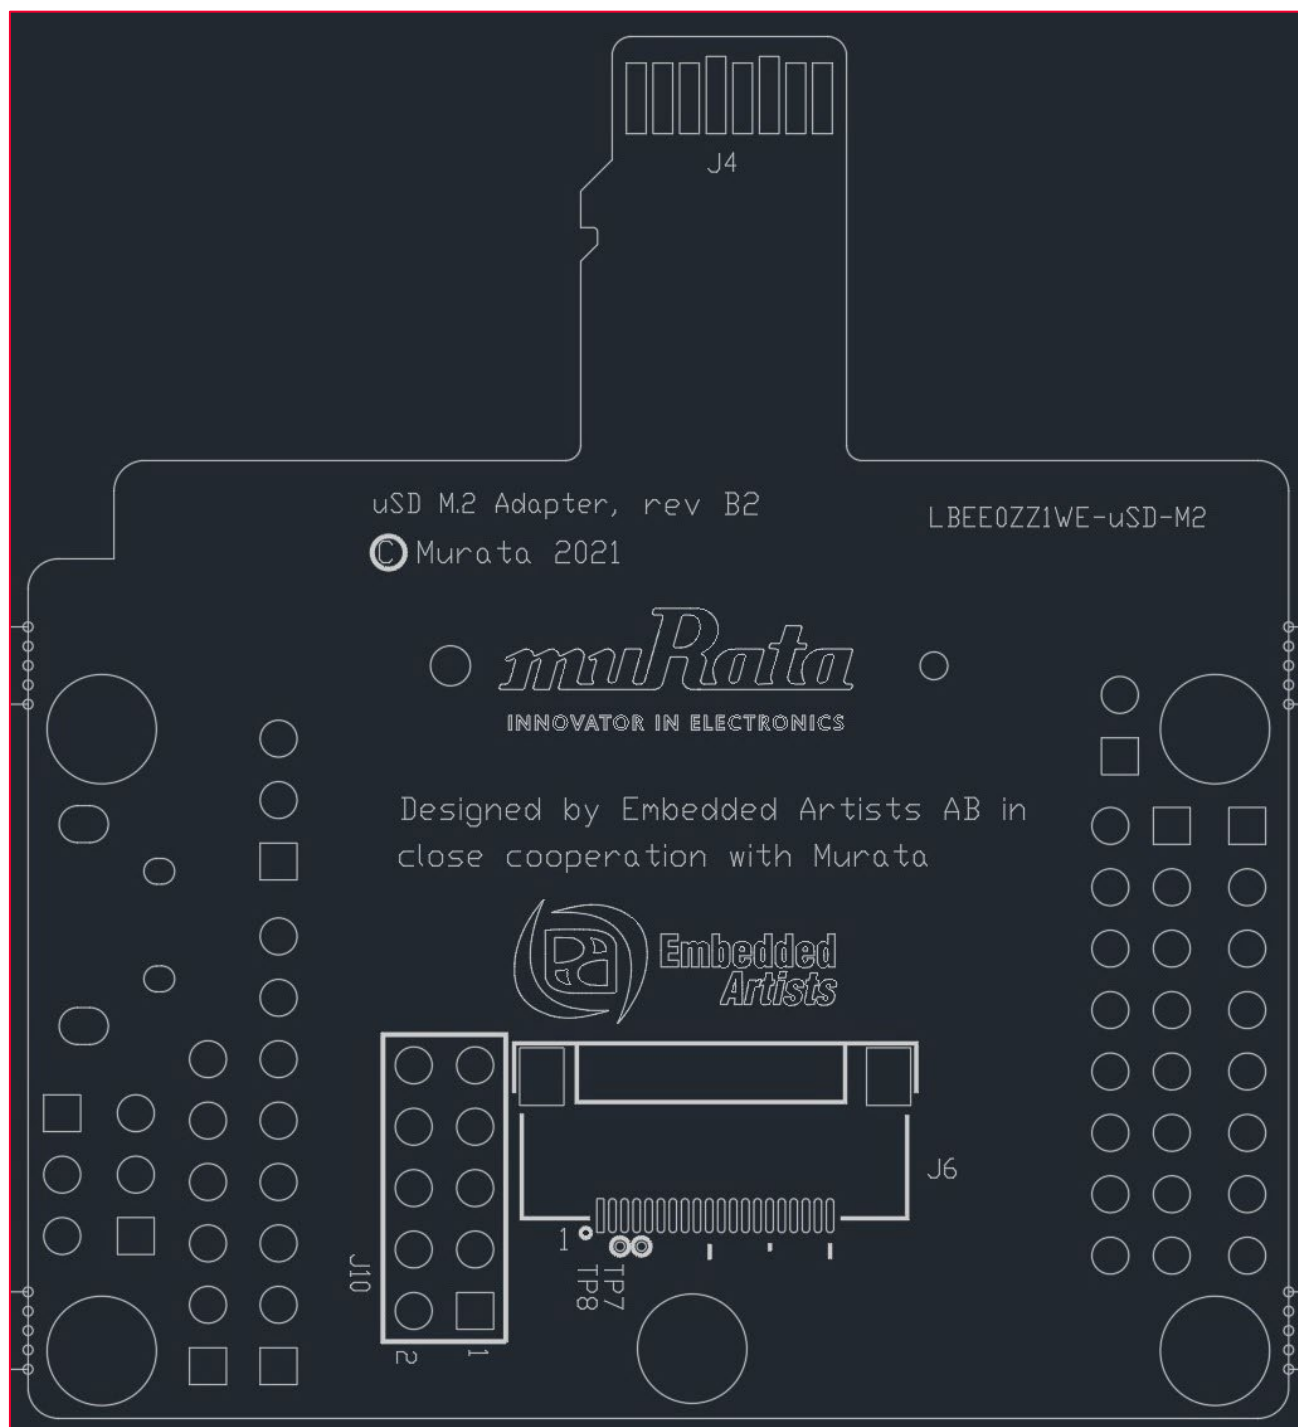 J4
uSD M.2 Adapter, rev B2
LBEE0ZZ1WE-uSD-M2
© Murata 2021
muRata
INNOVATOR IN ELECTRONICS
Designed by Embedded Artists AB in
close cooperation with Murata
Embedded
Artists
J6
1
J10
TP8
TP7
2
1